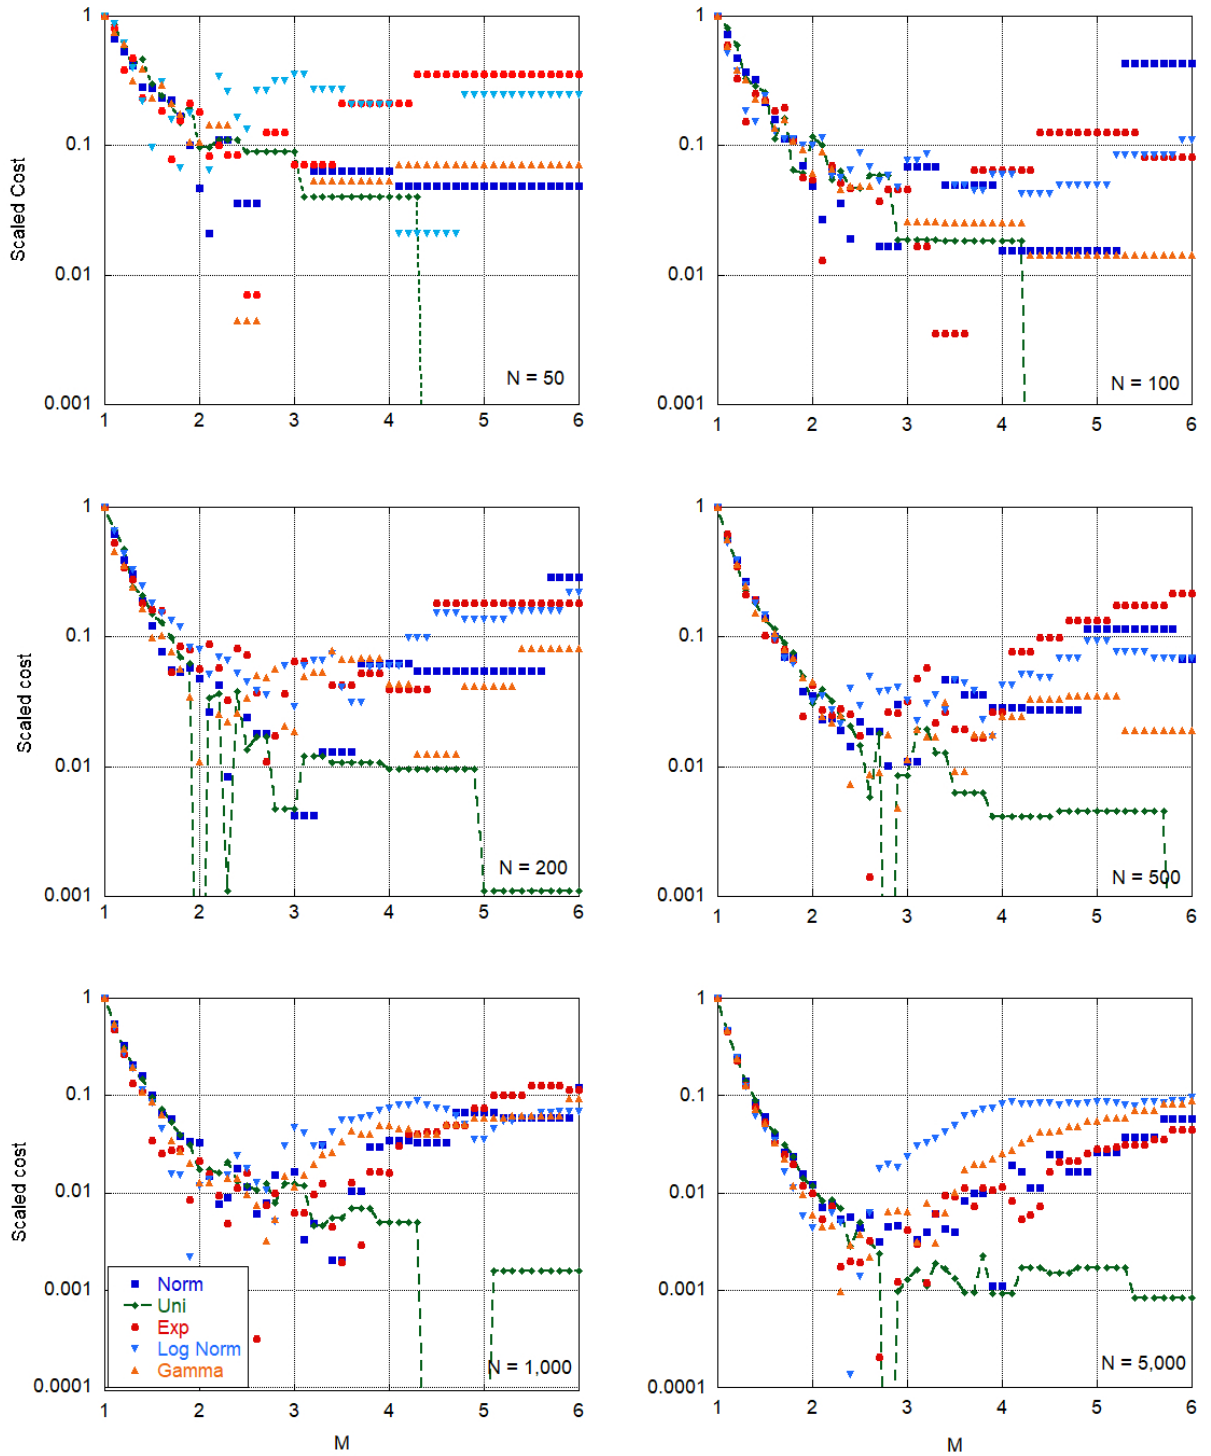 1
0.1
0.01
0.001
Scaled Cost
N = 50
1 2 3 4 5 6
1
0.1
0.01
0.001
N = 100
1 2 3 4 5 6
1
0.1
0.01
0.001
Scaled cost
N = 200
1 2 3 4 5 6
1
0.1
0.01
0.001
N = 500
1 2 3 4 5 6
1
0.1
0.01
0.001
0.0001
Scaled cost
Norm
Uni
Exp
Log Norm
Gamma
N = 1,000
1 2 3 4 5 6
M
1
0.1
0.01
0.001
0.0001
N = 5,000
1 2 3 4 5 6
M